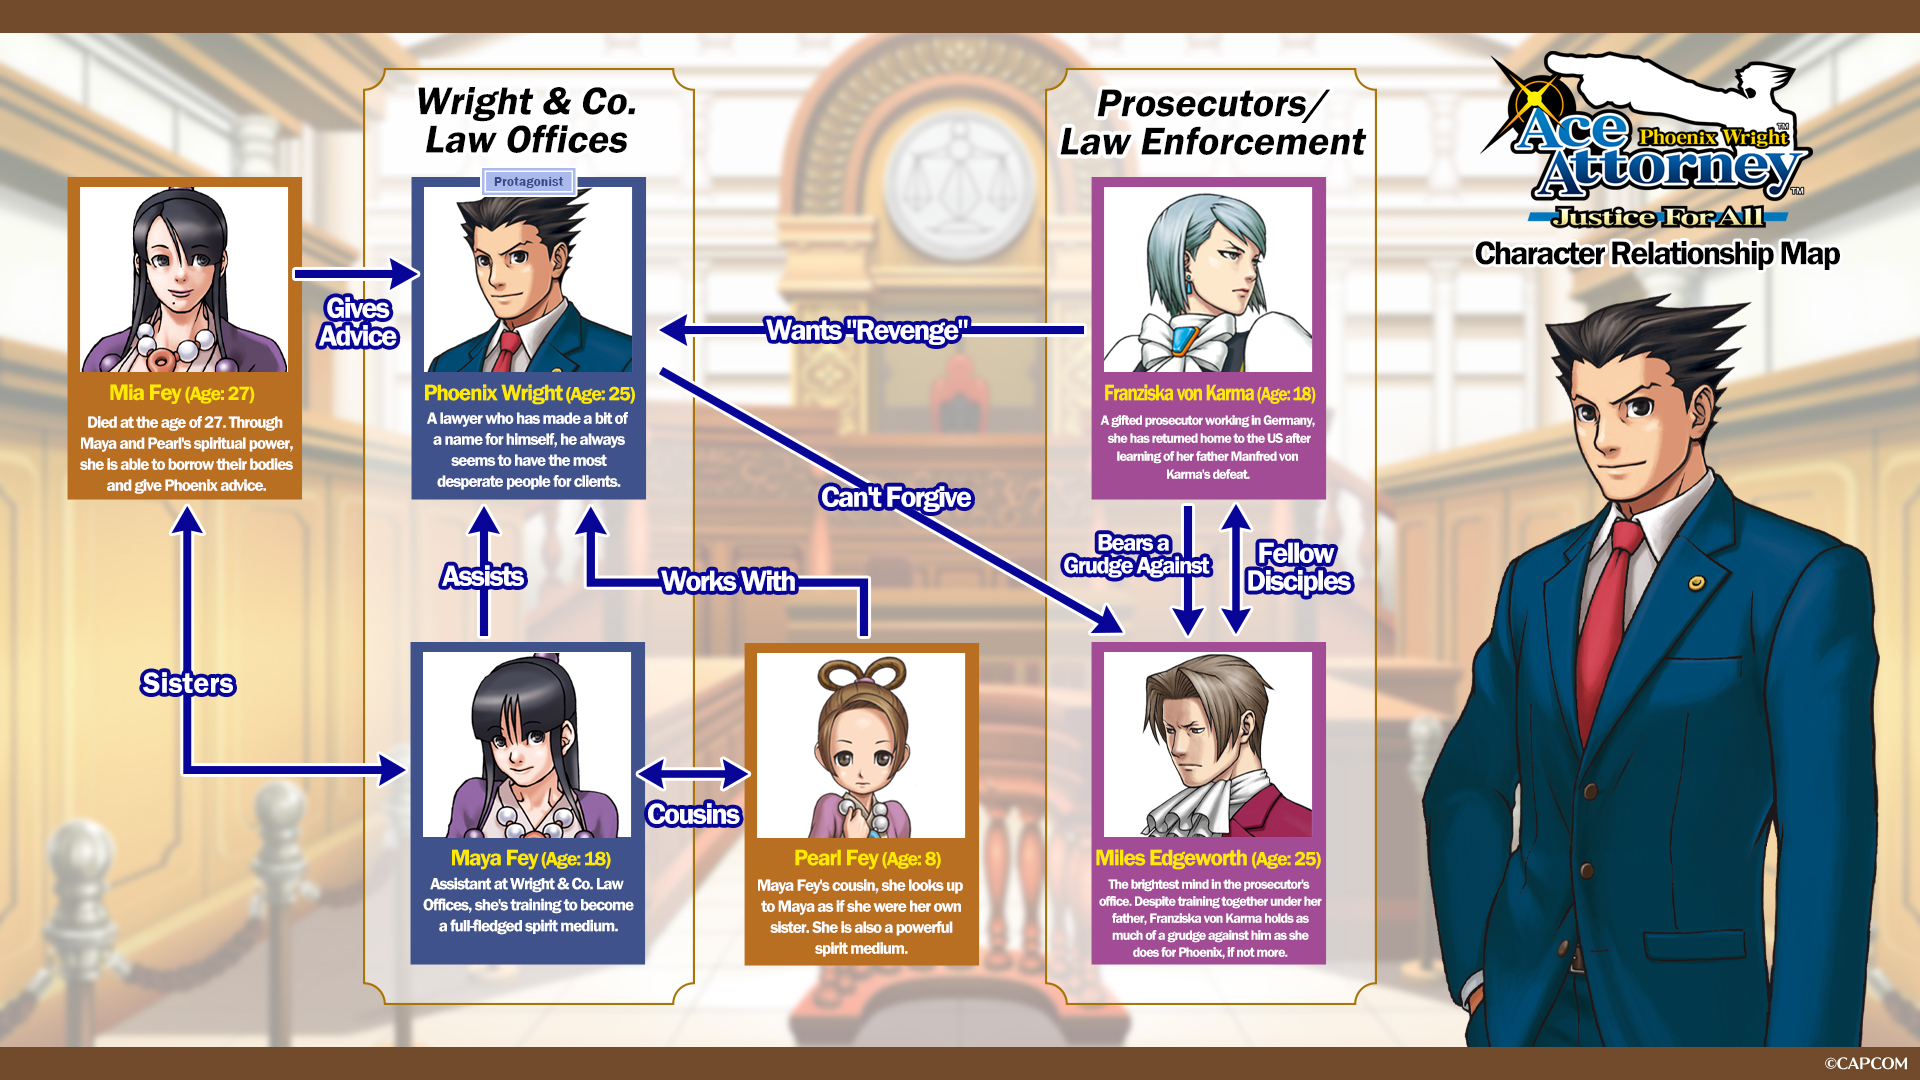 Wright & Co.
Law Offices
Prosecutors/
Law Enforcement
Ace
Phoenix Wright™
Attorney™
Justice For All
Character Relationship Map
Protagonist
Gives
Advice
Wants "Revenge"
Mia Fey (Age: 27)
Died at the age of 27. Through
Maya and Pearl's spiritual power,
she is able to borrow their bodies
and give Phoenix advice.
Phoenix Wright (Age: 25)
A lawyer who has made a bit of
a name for himself, he always
seems to have the most
desperate people for clients.
Franziska von Karma (Age: 18)
A gifted prosecutor working in Germany,
she has returned home to the US after
learning of her father Manfred von
Karma's defeat.
Can't Forgive
Assists
Works With
Bears a
Grudge Against
Fellow
Disciples
Sisters
Cousins
Maya Fey (Age: 18)
Assistant at Wright & Co. Law
Offices, she's training to become
a full-fledged spirit medium.
Pearl Fey (Age: 8)
Maya Fey's cousin, she looks up
to Maya as if she were her own
sister. She is also a powerful
spirit medium.
Miles Edgeworth (Age: 25)
The brightest mind in the prosecutor's
office. Despite training together under her
father, Franziska von Karma holds as
much of a grudge against him as she
does for Phoenix, if not more.
©CAPCOM